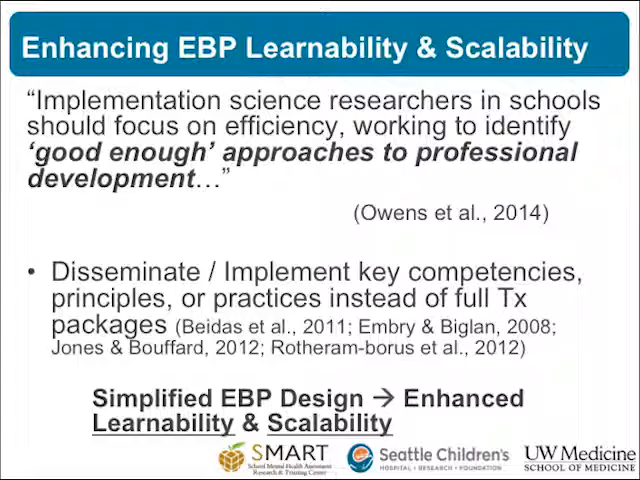 Enhancing EBP Learnability & Scalability
“Implementation science researchers in schools
should focus on efficiency, working to identify
‘good enough’ approaches to professional
development…”
(Owens et al., 2014)
• Disseminate / Implement key competencies,
principles, or practices instead of full Tx
packages (Beidas et al., 2011; Embry & Biglan, 2008;
Jones & Bouffard, 2012; Rotheram-borus et al., 2012)
Simplified EBP Design → Enhanced
Learnability & Scalability
SMART
School Mental Health Assessment
Research & Training Center
Seattle Children's
HOSPITAL • RESEARCH • FOUNDATION
UW Medicine
SCHOOL OF MEDICINE